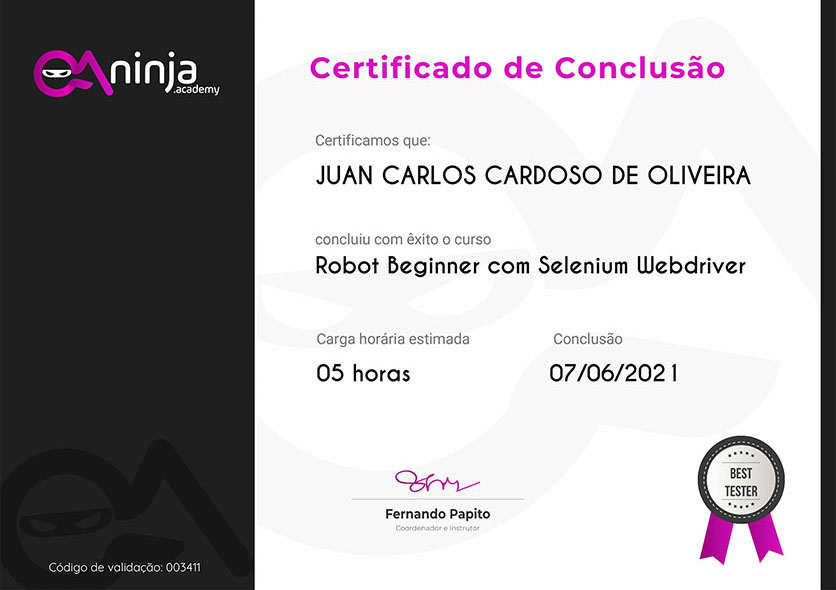 QAninja
.academy
Certificado de Conclusão
Certificamos que:
JUAN CARLOS CARDOSO DE OLIVEIRA
concluiu com êxito o curso
Robot Beginner com Selenium Webdriver
Carga horária estimada
Conclusão
05 horas
07/06/2021
BEST
TESTER
Fernando Papito
Coordenador e Instrutor
Código de validação: 003411